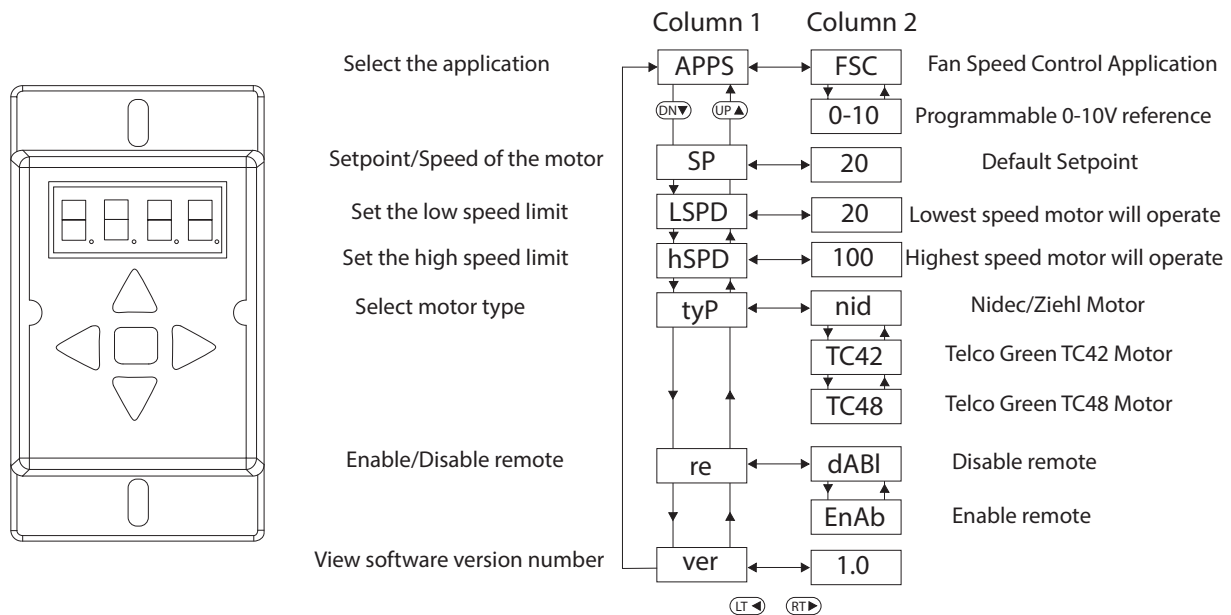 Column 1 Column 2
Select the application APPS FSC Fan Speed Control Application
DN▼ UP▲ 0-10 Programmable 0-10V reference
Setpoint/Speed of the motor SP 20 Default Setpoint
Set the low speed limit LSPD 20 Lowest speed motor will operate
Set the high speed limit hSPD 100 Highest speed motor will operate
Select motor type tyP nid Nidec/Ziehl Motor
TC42 Telco Green TC42 Motor
TC48 Telco Green TC48 Motor
Enable/Disable remote re dABl Disable remote
EnAb Enable remote
View software version number ver 1.0
LT◀ RT▶